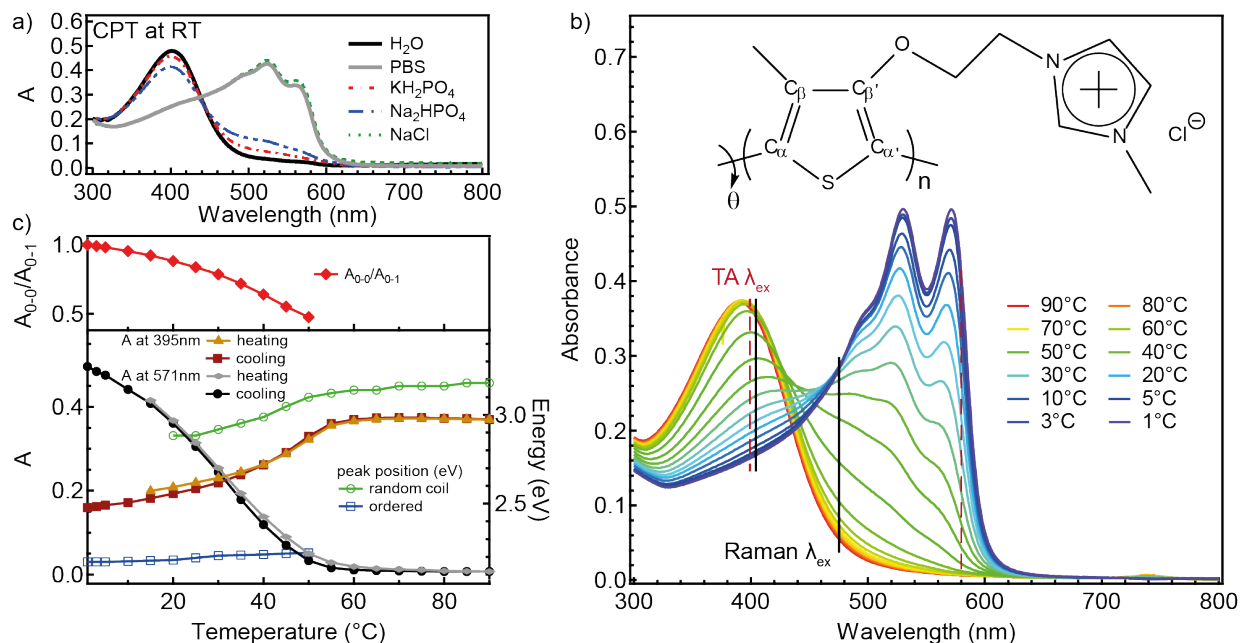 a)
CPT at RT
H₂O
PBS
KH₂PO₄
Na₂HPO₄
NaCl
A
0.5
0.4
0.3
0.2
0.1
0.0
300 400 500 600 700 800
Wavelength (nm)
c)
A₀₋₀/A₀₋₁
1.0
0.5
A₀₋₀/A₀₋₁
A at 395nm heating
cooling
A at 571nm heating
cooling
peak position (eV)
random coil
ordered
A
0.4
0.2
0.0
3.0
2.5
Energy (eV)
0 20 40 60 80
Temeperature (°C)
b)
Absorbance
0.7
0.6
0.5
0.4
0.3
0.2
0.1
0.0
O
N
N
Cl⊖
Cβ Cβ'
Cα Cα'
S
n
θ
TA λex
Raman λex
90°C 80°C
70°C 60°C
50°C 40°C
30°C 20°C
10°C 5°C
3°C 1°C
300 400 500 600 700 800
Wavelength (nm)